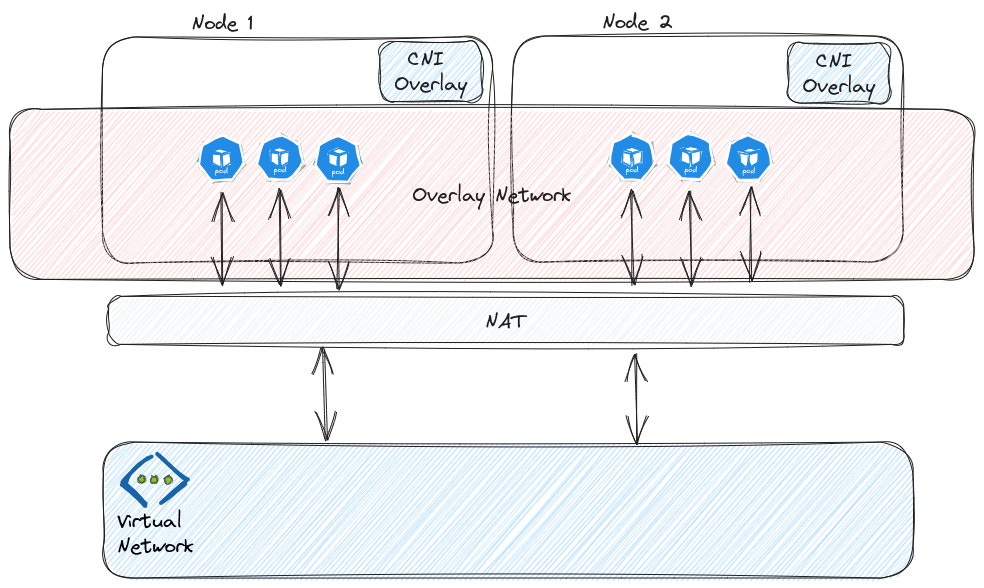 Node 1
Node 2
CNI
Overlay
CNI
Overlay
pod
pod
pod
pod
pod
pod
Overlay Network
NAT
Virtual
Network